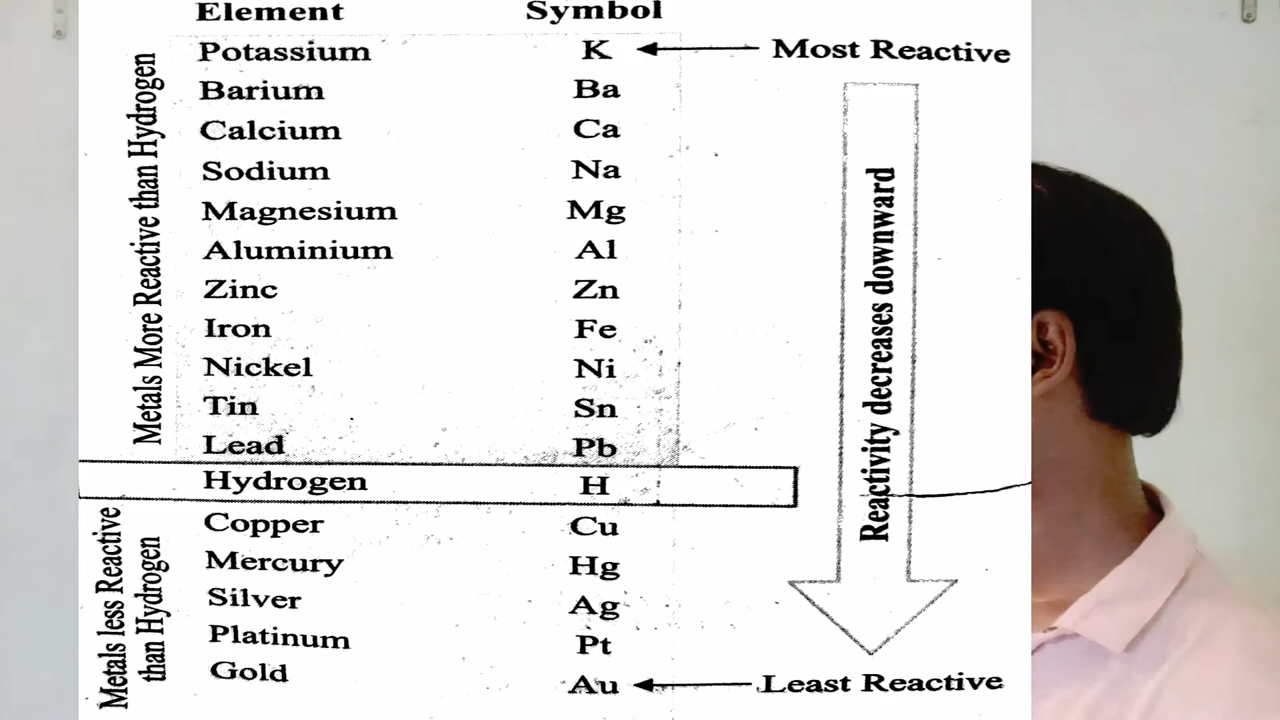 Element Symbol
Potassium K Most Reactive
Barium Ba
Calcium Ca
Sodium Na
Magnesium Mg
Aluminium Al
Zinc Zn
Iron Fe
Nickel Ni
Tin Sn
Lead Pb
Hydrogen H
Copper Cu
Mercury Hg
Silver Ag
Platinum Pt
Gold Au Least Reactive
Metals More Reactive than Hydrogen
Metals less Reactive
than Hydrogen
Reactivity decreases downward